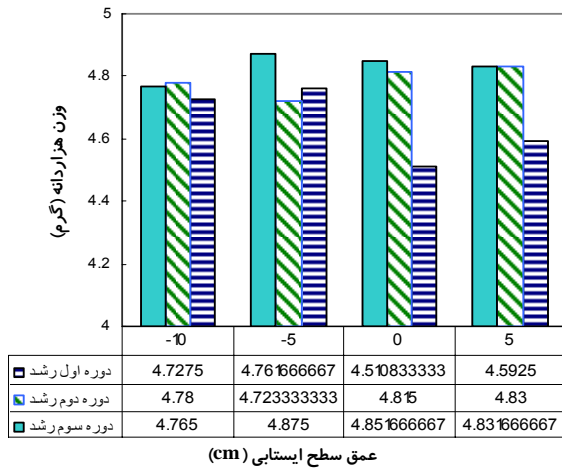 وزن هزاردانه (گرم)
5
4.8
4.6
4.4
4.2
4
-10 -5 0 5
دوره اول رشد 4.7275 4.761666667 4.510833333 4.5925
دوره دوم رشد 4.78 4.723333333 4.815 4.83
دوره سوم رشد 4.765 4.875 4.851666667 4.831666667
عمق سطح ایستابی (cm)